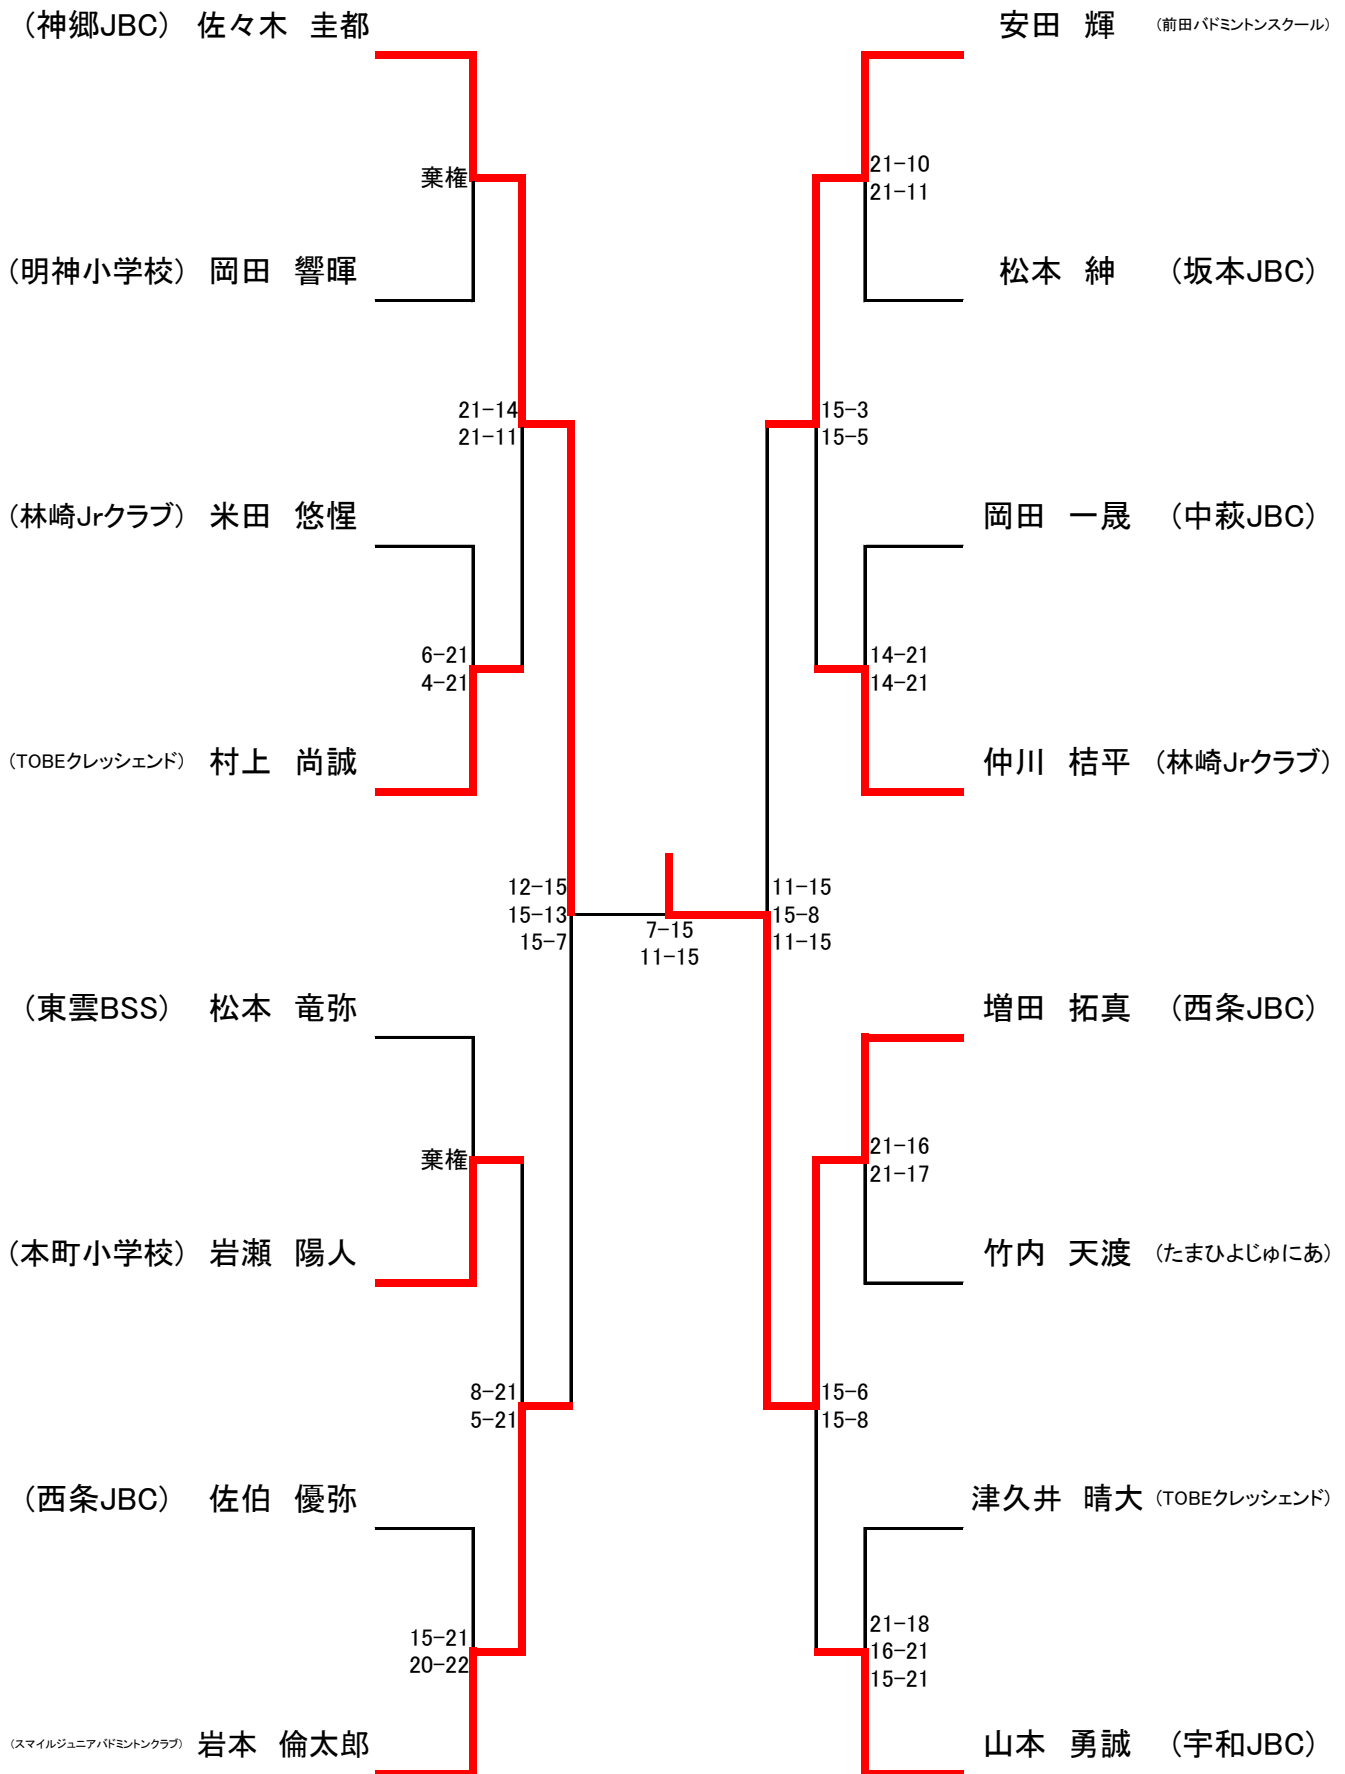 (神郷JBC) 佐々木 圭都
安田 輝 (前田バドミントンスクール)
棄権
21-10
21-11
(明神小学校) 岡田 響暉
松本 紳 (坂本JBC)
21-14
21-11
15-3
15-5
(林崎Jrクラブ) 米田 悠惺
岡田 一晟 (中萩JBC)
6-21
4-21
14-21
14-21
(TOBEクレッシェンド) 村上 尚誠
仲川 桔平 (林崎Jrクラブ)
12-15
15-13
15-7
7-15
11-15
11-15
15-8
11-15
(東雲BSS) 松本 竜弥
増田 拓真 (西条JBC)
棄権
21-16
21-17
(本町小学校) 岩瀬 陽人
竹内 天渡 (たまひよじゅにあ)
8-21
5-21
15-6
15-8
(西条JBC) 佐伯 優弥
津久井 晴大 (TOBEクレッシェンド)
15-21
20-22
21-18
16-21
15-21
(スマイルジュニアバドミントンクラブ) 岩本 倫太郎
山本 勇誠 (宇和JBC)